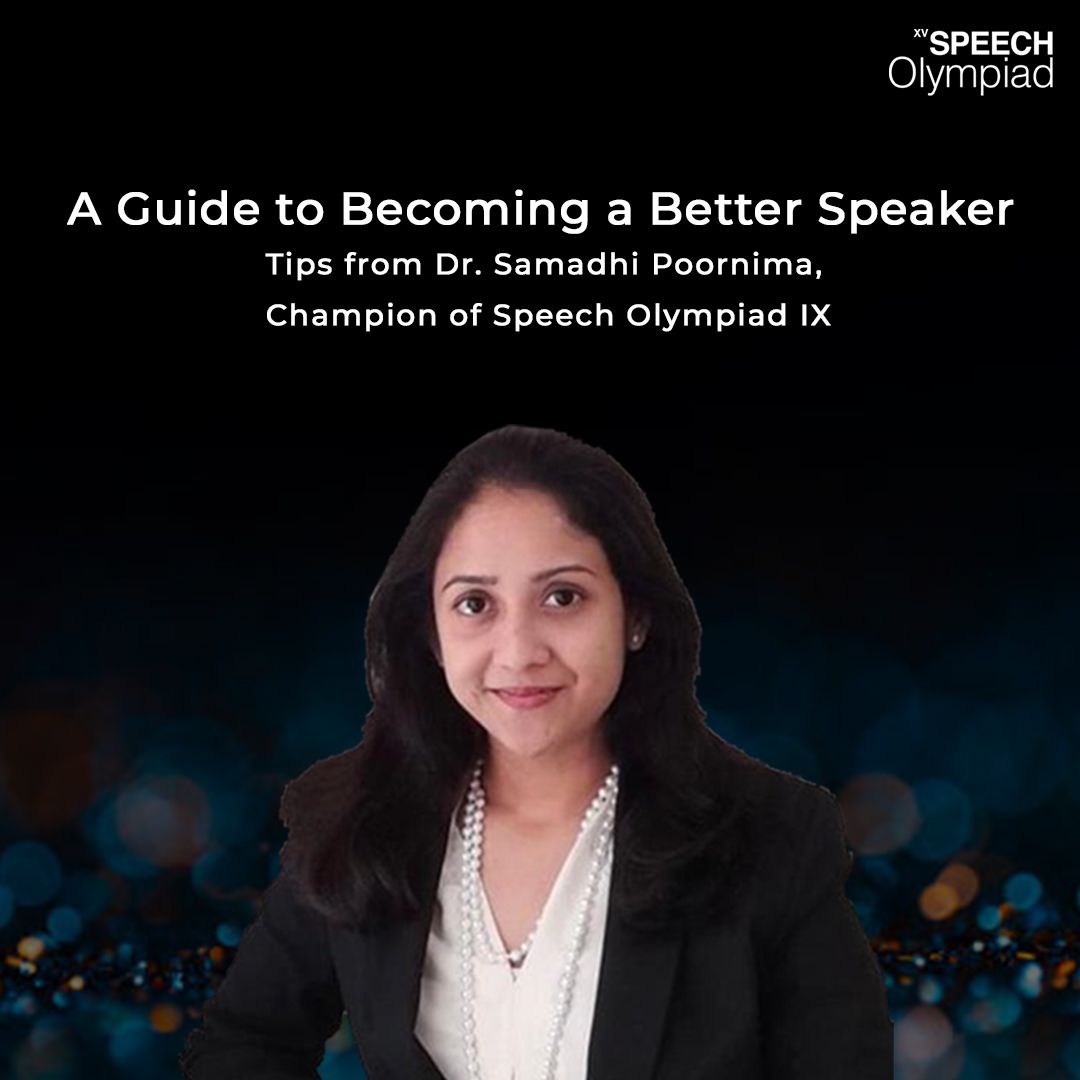 XV SPEECH
Olympiad
A Guide to Becoming a Better Speaker
Tips from Dr. Samadhi Poornima,
Champion of Speech Olympiad IX